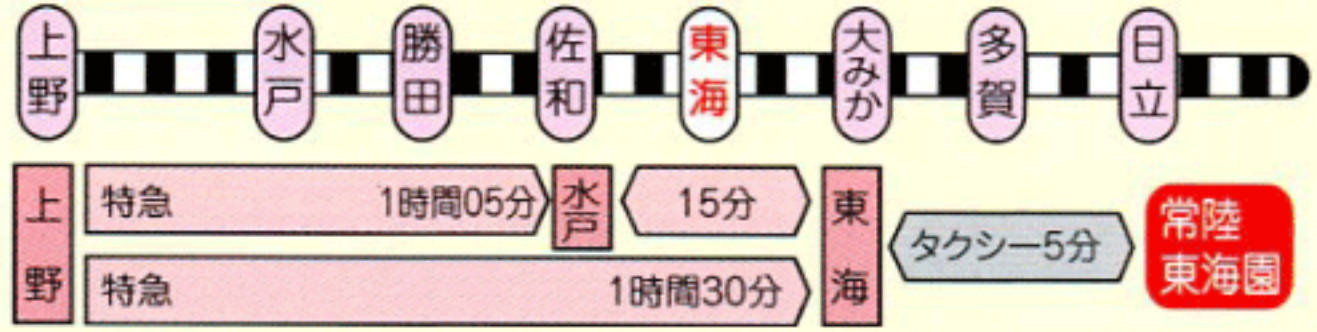 上野
水戸
勝田
佐和
東海
大みか
多賀
日立
上野
特急 1時間05分
水戸
15分
特急 1時間30分
東海
タクシー5分
常陸
東海園